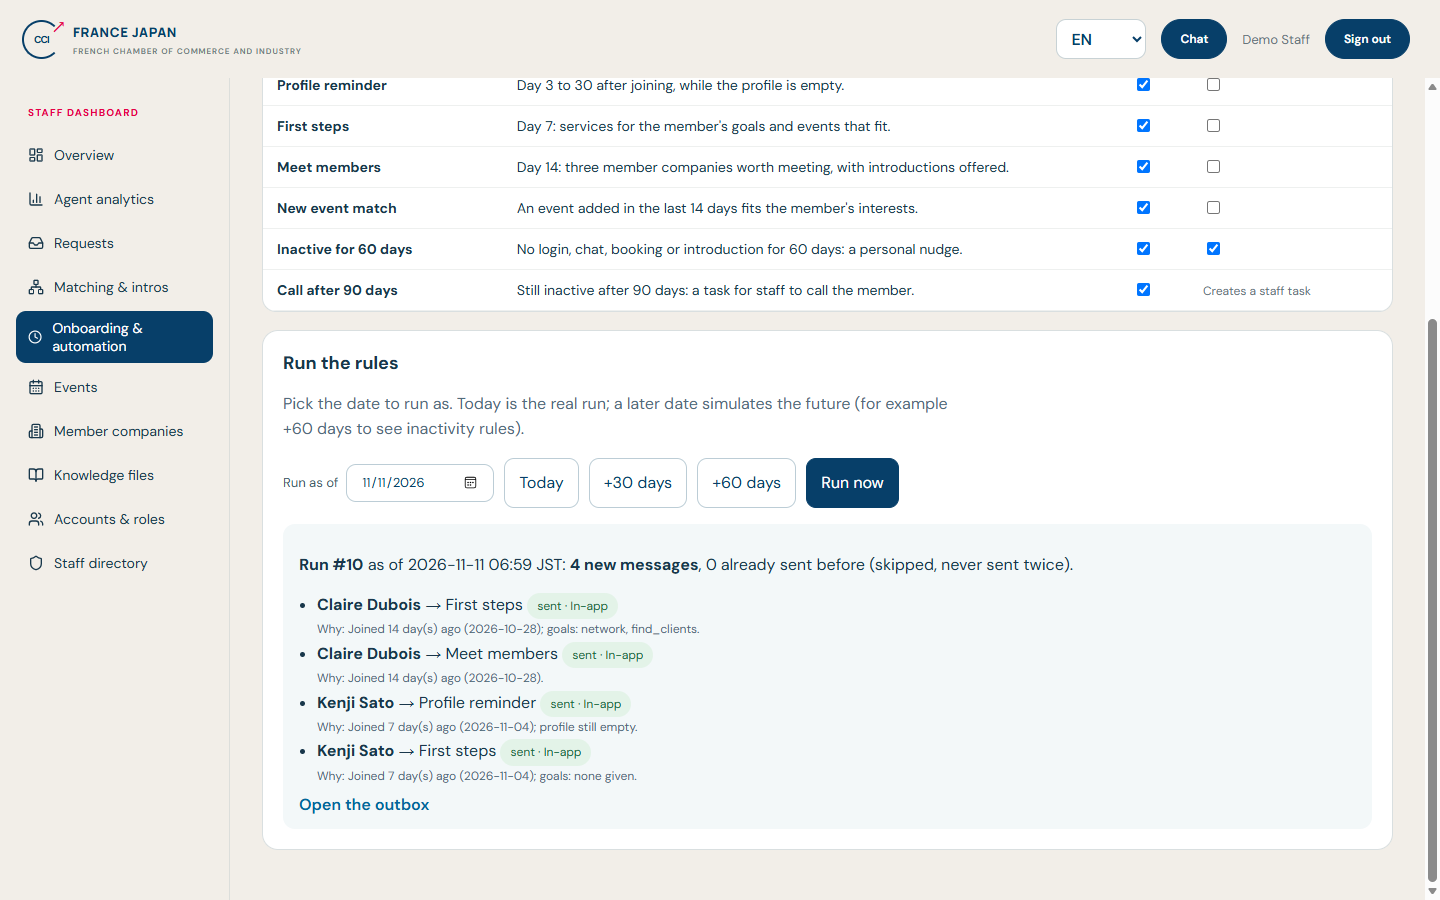 CCI
FRANCE JAPAN
FRENCH CHAMBER OF COMMERCE AND INDUSTRY
EN
Chat
Demo Staff
Sign out
STAFF DASHBOARD
Overview
Agent analytics
Requests
Matching & intros
Onboarding &
automation
Events
Member companies
Knowledge files
Accounts & roles
Staff directory
Profile reminder Day 3 to 30 after joining, while the profile is empty.
First steps Day 7: services for the member's goals and events that fit.
Meet members Day 14: three member companies worth meeting, with introductions offered.
New event match An event added in the last 14 days fits the member's interests.
Inactive for 60 days No login, chat, booking or introduction for 60 days: a personal nudge.
Call after 90 days Still inactive after 90 days: a task for staff to call the member. Creates a staff task
Run the rules
Pick the date to run as. Today is the real run; a later date simulates the future (for example
+60 days to see inactivity rules).
Run as of 11/11/2026 Today +30 days +60 days Run now
Run #10 as of 2026-11-11 06:59 JST: 4 new messages, 0 already sent before (skipped, never sent twice).
• Claire Dubois → First steps sent · In-app
Why: Joined 14 day(s) ago (2026-10-28); goals: network, find_clients.
• Claire Dubois → Meet members sent · In-app
Why: Joined 14 day(s) ago (2026-10-28).
• Kenji Sato → Profile reminder sent · In-app
Why: Joined 7 day(s) ago (2026-11-04); profile still empty.
• Kenji Sato → First steps sent · In-app
Why: Joined 7 day(s) ago (2026-11-04); goals: none given.
Open the outbox